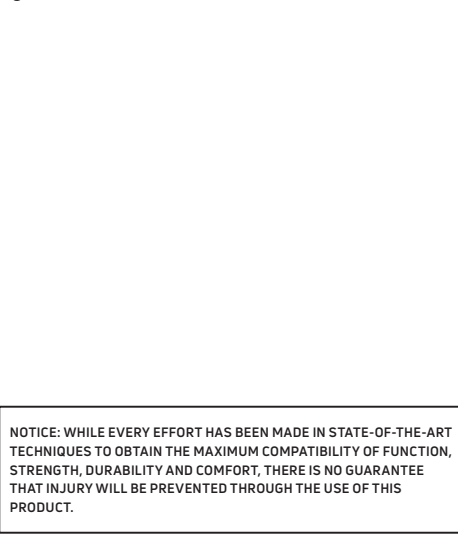 NOTICE: WHILE EVERY EFFORT HAS BEEN MADE IN STATE-OF-THE-ART
TECHNIQUES TO OBTAIN THE MAXIMUM COMPATIBILITY OF FUNCTION,
STRENGTH, DURABILITY AND COMFORT, THERE IS NO GUARANTEE
THAT INJURY WILL BE PREVENTED THROUGH THE USE OF THIS
PRODUCT.